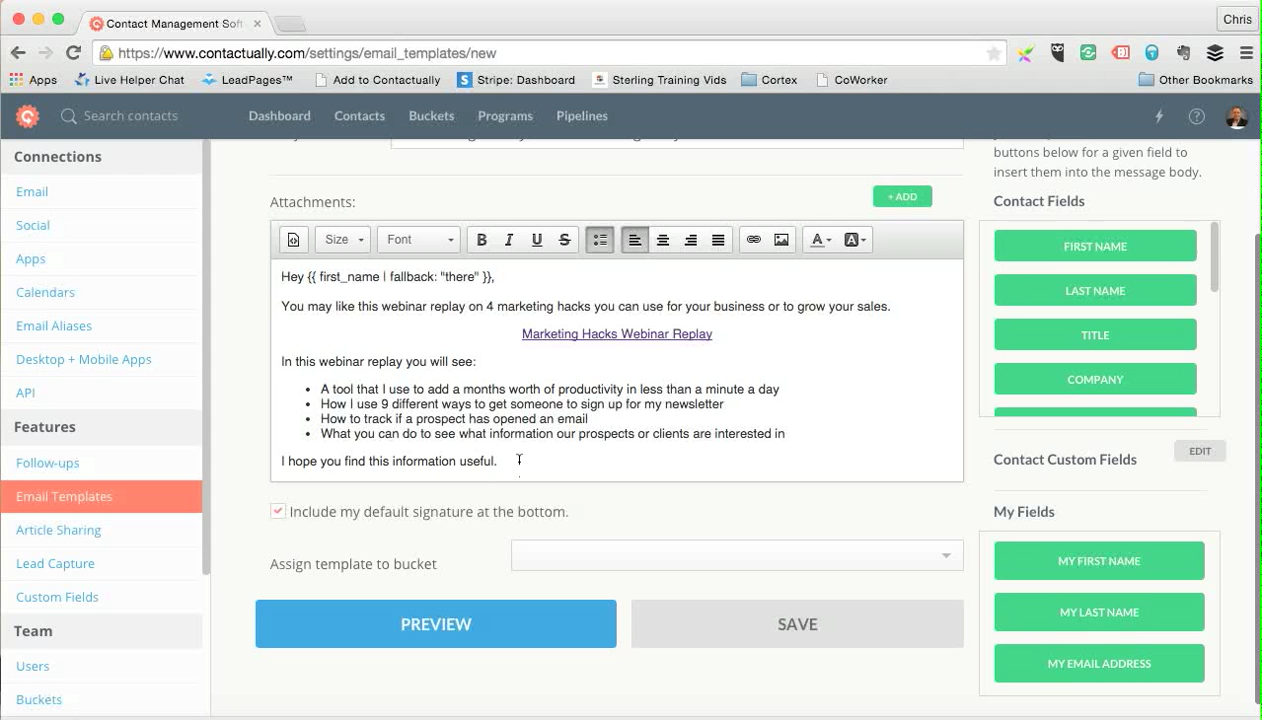 Contact Management Soft
Chris
https://www.contactually.com/settings/email_templates/new
Apps
Live Helper Chat
LeadPages™
Add to Contactually
Stripe: Dashboard
Sterling Training Vids
Cortex
CoWorker
Other Bookmarks
Search contacts
Dashboard
Contacts
Buckets
Programs
Pipelines
Connections
Email
Social
Apps
Calendars
Email Aliases
Desktop + Mobile Apps
API
Features
Follow-ups
Email Templates
Article Sharing
Lead Capture
Custom Fields
Team
Users
Buckets
Attachments:
+ ADD
Size
Font
Hey {{ first_name | fallback: "there" }},
You may like this webinar replay on 4 marketing hacks you can use for your business or to grow your sales.
Marketing Hacks Webinar Replay
In this webinar replay you will see:
• A tool that I use to add a months worth of productivity in less than a minute a day
• How I use 9 different ways to get someone to sign up for my newsletter
• How to track if a prospect has opened an email
• What you can do to see what information our prospects or clients are interested in
I hope you find this information useful.
Include my default signature at the bottom.
Assign template to bucket
PREVIEW
SAVE
buttons below for a given field to
insert them into the message body.
Contact Fields
FIRST NAME
LAST NAME
TITLE
COMPANY
Contact Custom Fields
EDIT
My Fields
MY FIRST NAME
MY LAST NAME
MY EMAIL ADDRESS